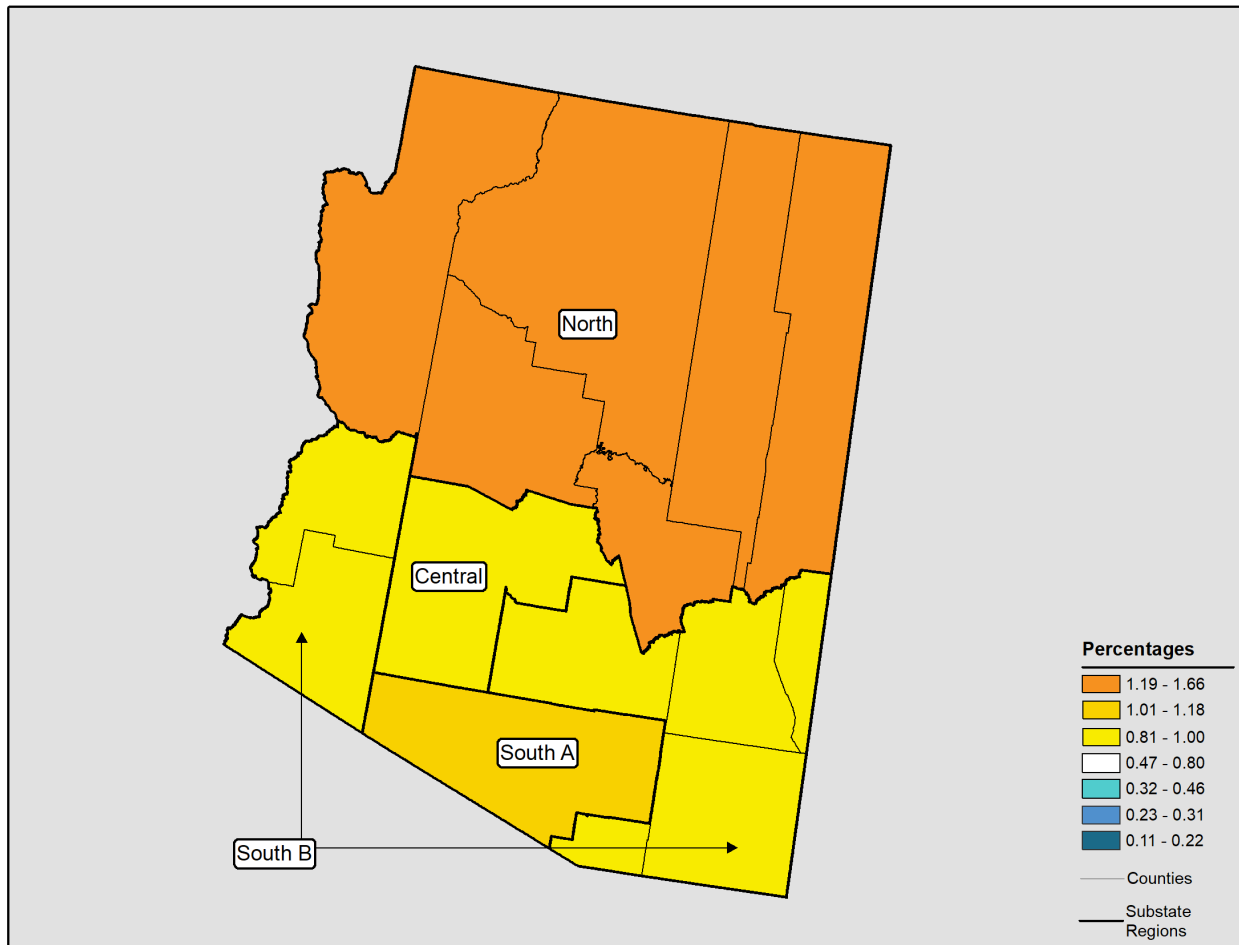 North
Central
South A
South B
Percentages
1.19 - 1.66
1.01 - 1.18
0.81 - 1.00
0.47 - 0.80
0.32 - 0.46
0.23 - 0.31
0.11 - 0.22
Counties
Substate
Regions